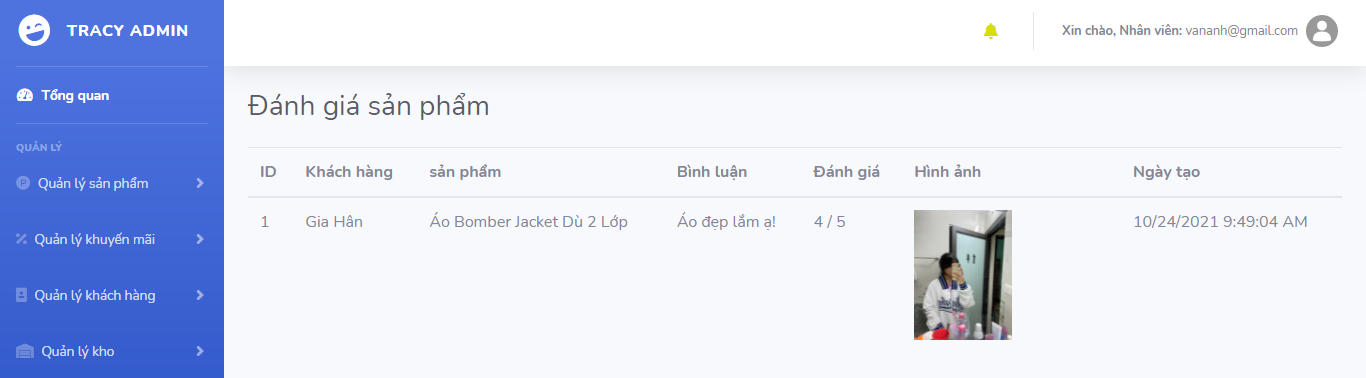 TRACY ADMIN
Xin chào, Nhân viên: vananh@gmail.com
Tổng quan
QUẢN LÝ
Quản lý sản phẩm
Quản lý khuyến mãi
Quản lý khách hàng
Quản lý kho
Đánh giá sản phẩm
ID Khách hàng sản phẩm Bình luận Đánh giá Hình ảnh Ngày tạo
1 Gia Hân Áo Bomber Jacket Dù 2 Lớp Áo đẹp lắm ạ! 4 / 5 10/24/2021 9:49:04 AM